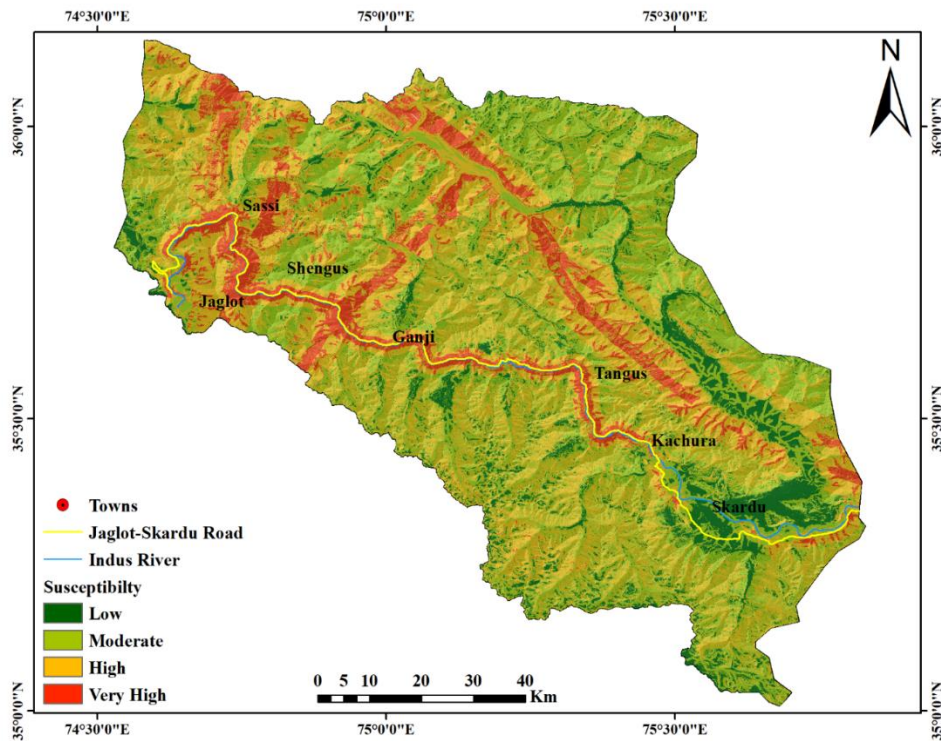 74°30'0"E 75°0'0"E 75°30'0"E
N
36°0'0"N 36°0'0"N
Sassi
Shengus
Jaglot
Ganji
Tangus
35°30'0"N 35°30'0"N
Kachura
Skardu
Towns
Jaglot-Skardu Road
Indus River
Susceptibilty
Low
Moderate
High
Very High
0 5 10 20 30 40
Km
35°0'0"N 35°0'0"N
74°30'0"E 75°0'0"E 75°30'0"E